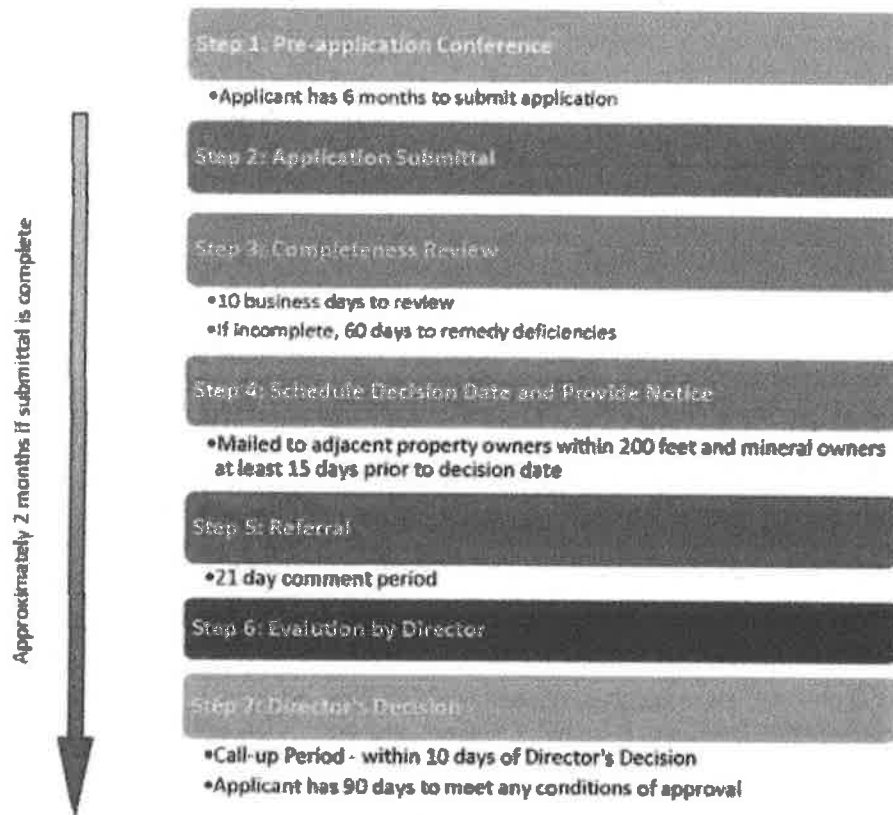 Step 1: Pre-application Conference
•Applicant has 6 months to submit application
Step 2: Application Submittal
Step 3: Completeness Review
•10 business days to review
•If incomplete, 60 days to remedy deficiencies
Step 4: Schedule Decision Date and Provide Notice
•Mailed to adjacent property owners within 200 feet and mineral owners
at least 15 days prior to decision date
Step 5: Referral
•21 day comment period
Step 6: Evalution by Director
Step 7: Director's Decision
•Call-up Period - within 10 days of Director's Decision
•Applicant has 90 days to meet any conditions of approval
Approximately 2 months if submittal is complete